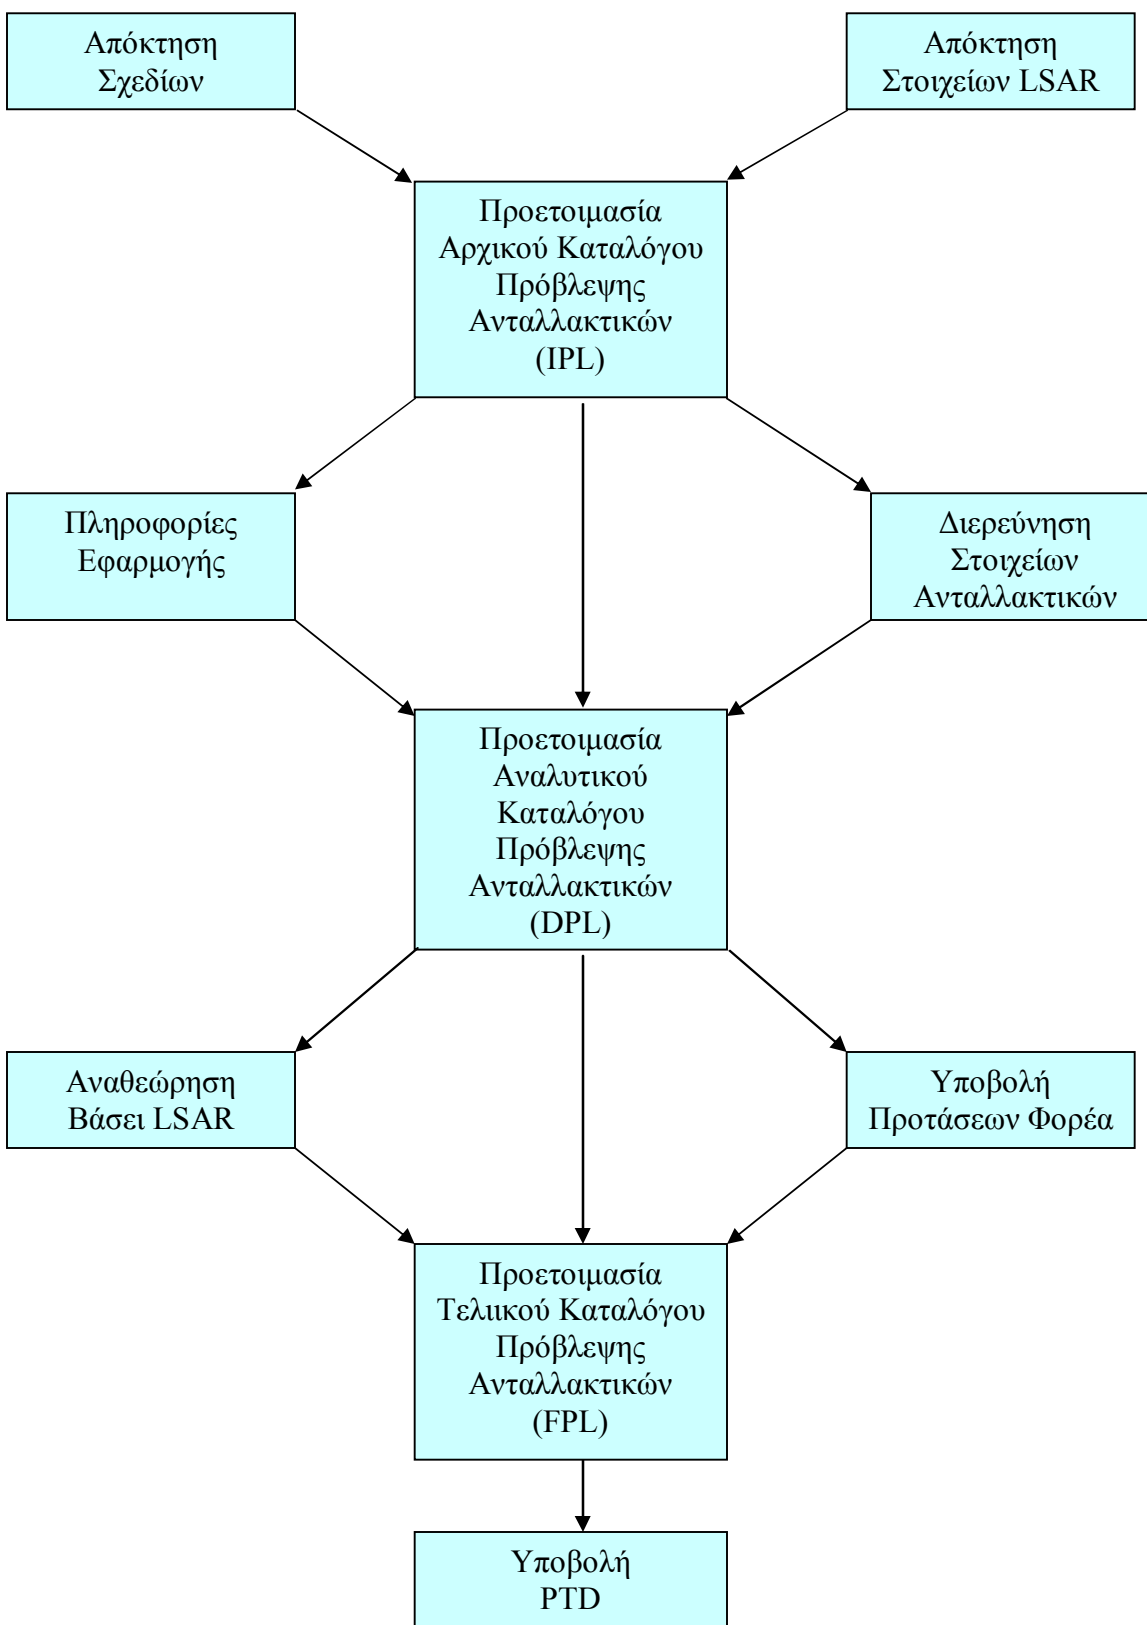 Απόκτηση
Σχεδίων
Απόκτηση
Στοιχείων LSAR
Προετοιμασία
Αρχικού Καταλόγου
Πρόβλεψης
Ανταλλακτικών
(IPL)
Πληροφορίες
Εφαρμογής
Διερεύνηση
Στοιχείων
Ανταλλακτικών
Προετοιμασία
Αναλυτικού
Καταλόγου
Πρόβλεψης
Ανταλλακτικών
(DPL)
Αναθεώρηση
Βάσει LSAR
Υποβολή
Προτάσεων Φορέα
Προετοιμασία
Τελιικού Καταλόγου
Πρόβλεψης
Ανταλλακτικών
(FPL)
Υποβολή
PTD